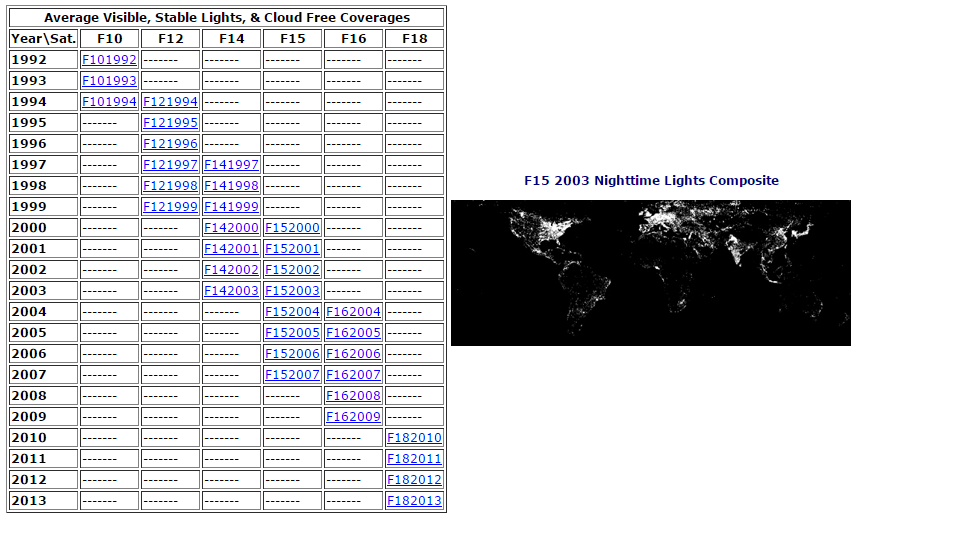 Average Visible, Stable Lights, & Cloud Free Coverages
Year\Sat. F10 F12 F14 F15 F16 F18
1992 F101992 ------- ------- ------- ------- -------
1993 F101993 ------- ------- ------- ------- -------
1994 F101994 F121994 ------- ------- ------- -------
1995 ------- F121995 ------- ------- ------- -------
1996 ------- F121996 ------- ------- ------- -------
1997 ------- F121997 F141997 ------- ------- -------
1998 ------- F121998 F141998 ------- ------- -------
1999 ------- F121999 F141999 ------- ------- -------
2000 ------- ------- F142000 F152000 ------- -------
2001 ------- ------- F142001 F152001 ------- -------
2002 ------- ------- F142002 F152002 ------- -------
2003 ------- ------- F142003 F152003 ------- -------
2004 ------- ------- ------- F152004 F162004 -------
2005 ------- ------- ------- F152005 F162005 -------
2006 ------- ------- ------- F152006 F162006 -------
2007 ------- ------- ------- F152007 F162007 -------
2008 ------- ------- ------- ------- F162008 -------
2009 ------- ------- ------- ------- F162009 -------
2010 ------- ------- ------- ------- ------- F182010
2011 ------- ------- ------- ------- ------- F182011
2012 ------- ------- ------- ------- ------- F182012
2013 ------- ------- ------- ------- ------- F182013
F15 2003 Nighttime Lights Composite